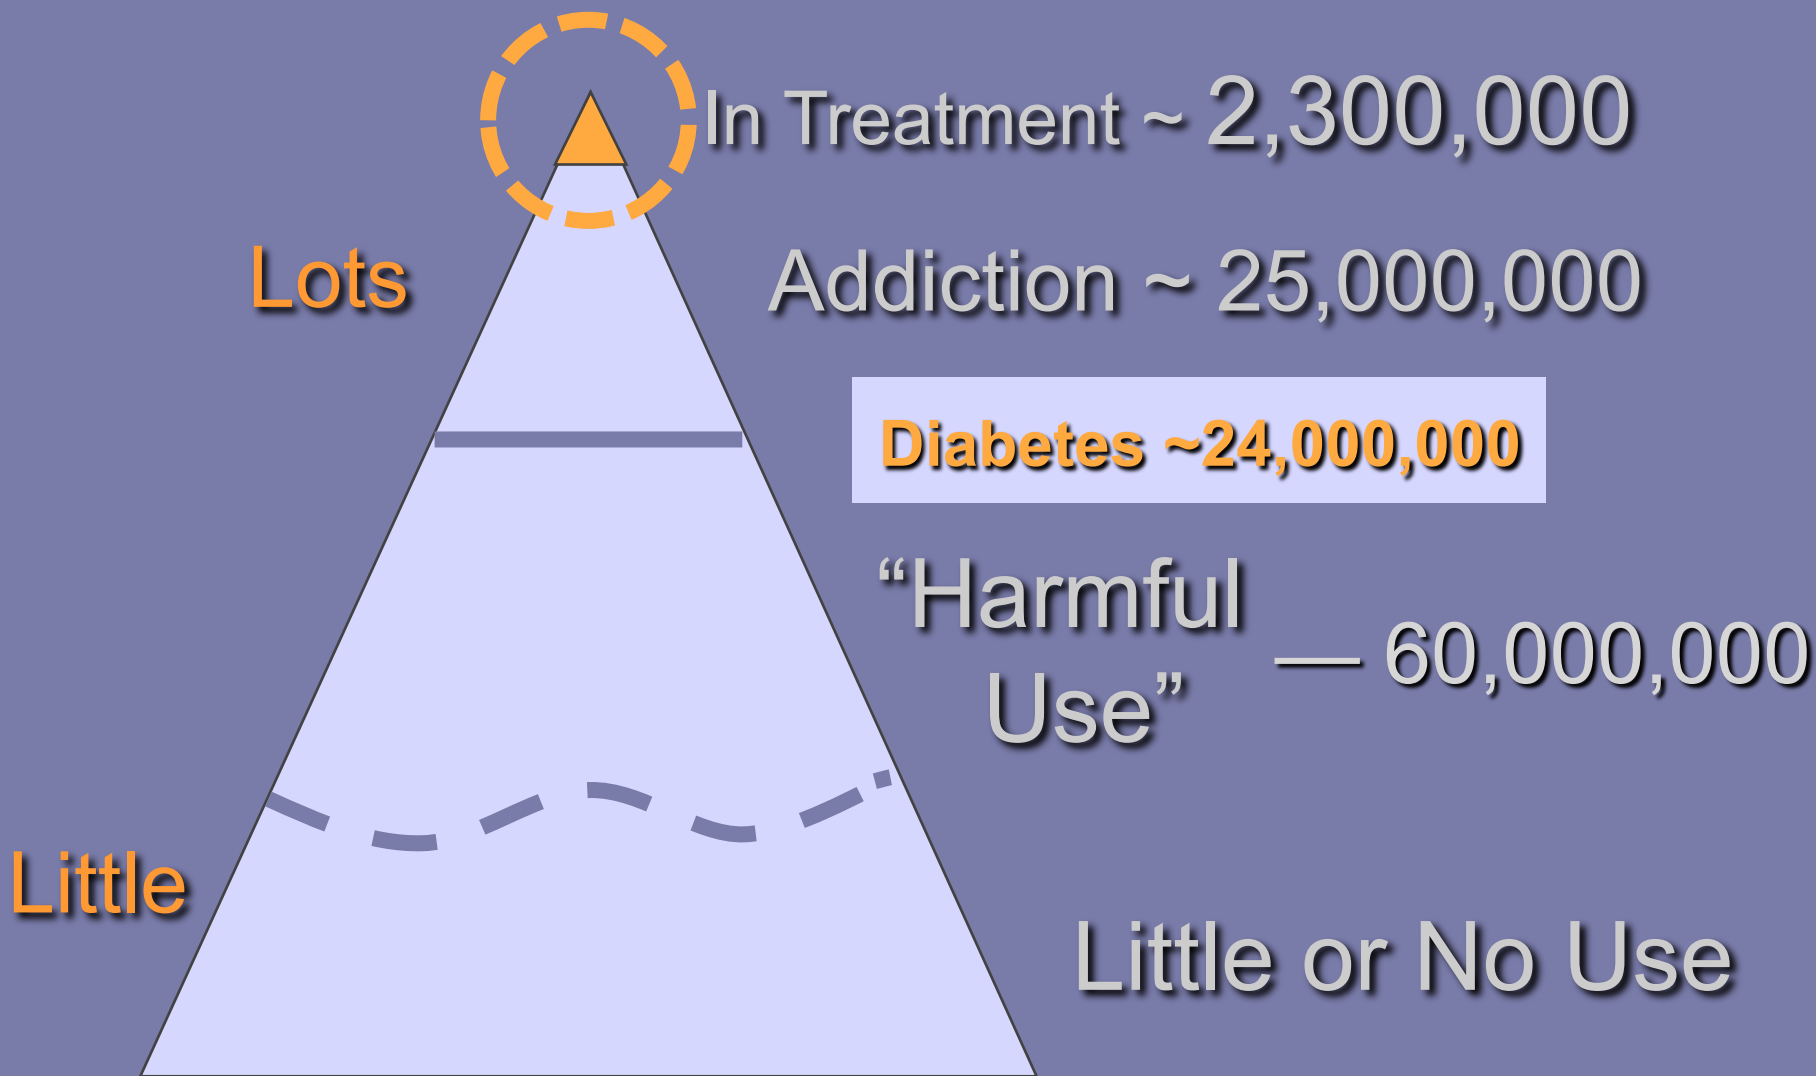 In Treatment ~ 2,300,000
Lots
Addiction ~ 25,000,000
Diabetes ~24,000,000
“Harmful
Use”
— 60,000,000
Little
Little or No Use